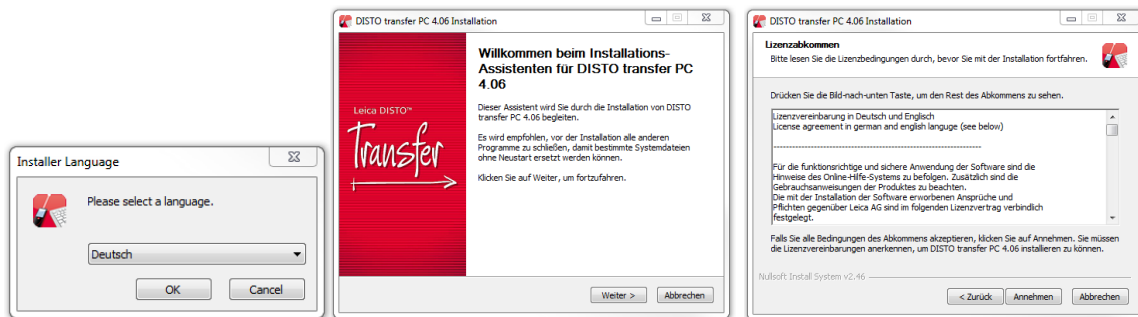 Installer Language
Please select a language.
Deutsch
OK
Cancel
DISTO transfer PC 4.06 Installation
Leica DISTO™
Transfer
Willkommen beim Installations-
Assistenten für DISTO transfer PC
4.06
Dieser Assistent wird Sie durch die Installation von DISTO
transfer PC 4.06 begleiten.
Es wird empfohlen, vor der Installation alle anderen
Programme zu schließen, damit bestimmte Systemdateien
ohne Neustart ersetzt werden können.
Klicken Sie auf Weiter, um fortzufahren.
Weiter >
Abbrechen
DISTO transfer PC 4.06 Installation
Lizenzabkommen
Bitte lesen Sie die Lizenzbedingungen durch, bevor Sie mit der Installation fortfahren.
Drücken Sie die Bild-nach-unten Taste, um den Rest des Abkommens zu sehen.
Lizenzvereinbarung in Deutsch und Englisch
License agreement in german and english languge (see below)
------------------------------------------------------------
Für die funktionsrichtige und sichere Anwendung der Software sind die
Hinweise des Online-Hilfe-Systems zu befolgen. Zusätzlich sind die
Gebrauchsanweisungen der Produktes zu beachten.
Die mit der Installation der Software erworbenen Ansprüche und
Pflichten gegenüber Leica AG sind im folgenden Lizenzvertrag verbindlich
festgelegt.
Falls Sie alle Bedingungen des Abkommens akzeptieren, klicken Sie auf Annehmen. Sie müssen
die Lizenzvereinbarungen anerkennen, um DISTO transfer PC 4.06 installieren zu können.
Nullsoft Install System v2.46
< Zurück
Annehmen
Abbrechen